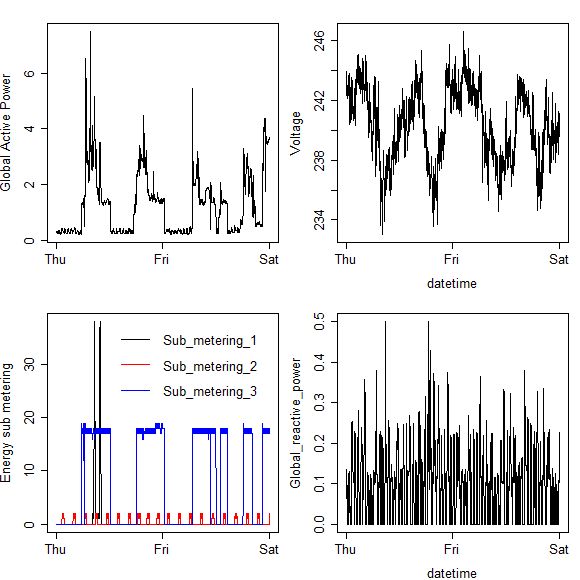 Global Active Power
0
2
4
6
Thu
Fri
Sat
Voltage
234
238
242
246
Thu
Fri
Sat
datetime
Energy sub metering
0
10
20
30
Sub_metering_1
Sub_metering_2
Sub_metering_3
Thu
Fri
Sat
Global_reactive_power
0.0
0.1
0.2
0.3
0.4
0.5
Thu
Fri
Sat
datetime